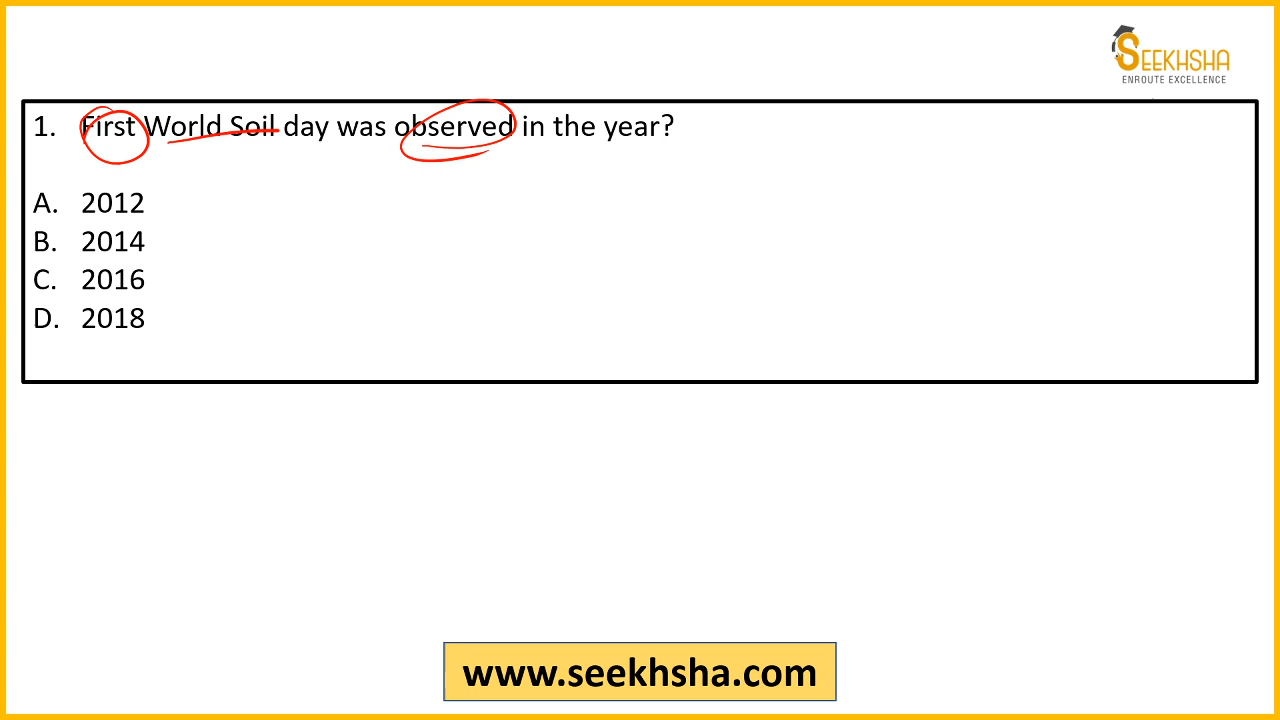 SEEKHSHA
ENROUTE EXCELLENCE
1. First World Soil day was observed in the year?
A. 2012
B. 2014
C. 2016
D. 2018
www.seekhsha.com